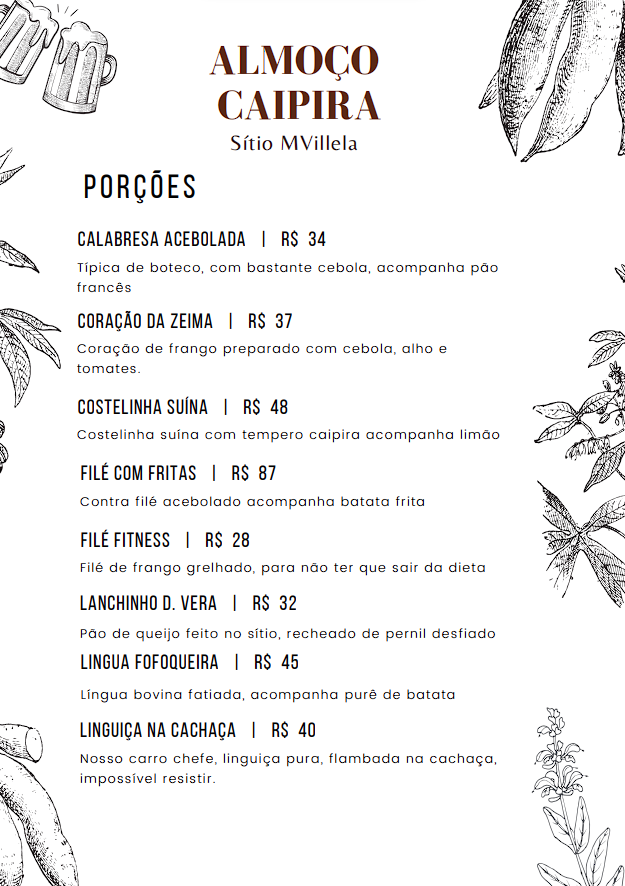 ALMOÇO
CAIPIRA
Sítio MVillela
PORÇÕES
CALABRESA ACEBOLADA | R$ 34
Típica de boteco, com bastante cebola, acompanha pão
francês
CORAÇÃO DA ZEIMA | R$ 37
Coração de frango preparado com cebola, alho e
tomates.
COSTELINHA SUÍNA | R$ 48
Costelinha suína com tempero caipira acompanha limão
FILÉ COM FRITAS | R$ 87
Contra filé acebolado acompanha batata frita
FILÉ FITNESS | R$ 28
Filé de frango grelhado, para não ter que sair da dieta
LANCHINHO D. VERA | R$ 32
Pão de queijo feito no sítio, recheado de pernil desfiado
LINGUA FOFOQUEIRA | R$ 45
Língua bovina fatiada, acompanha purê de batata
LINGUIÇA NA CACHAÇA | R$ 40
Nosso carro chefe, linguiça pura, flambada na cachaça,
impossível resistir.